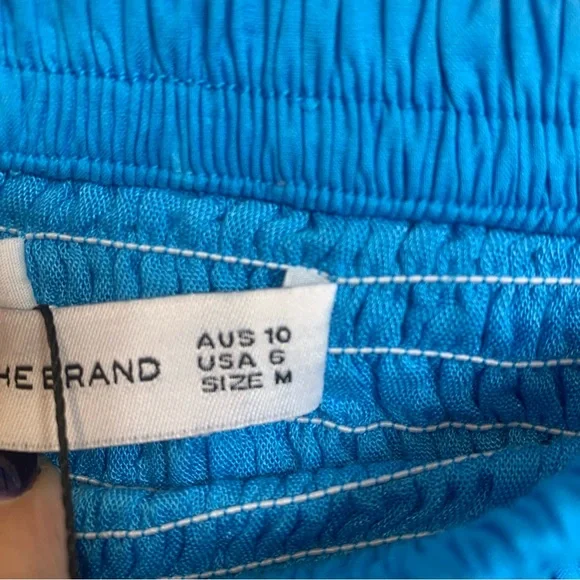 HE BRAND
AUS 10
USA 6
SIZE M